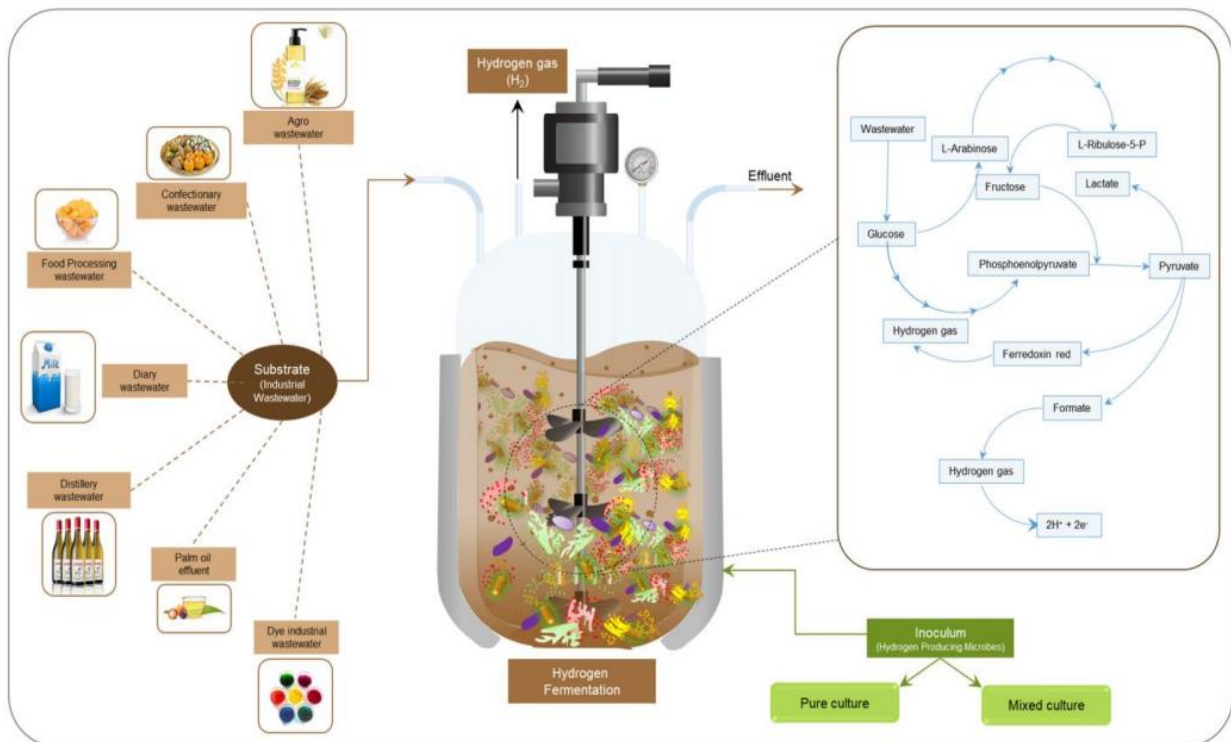 Agro
wastewater
Confectionary
wastewater
Food Processing
wastewater
Milk
Diary
wastewater
Distillery
wastewater
Palm oil
effluent
Dye industrial
wastewater
Substrate
(Industrial
Wastewater)
Hydrogen gas
(H₂)
Effluent
Hydrogen
Fermentation
Wastewater
L-Arabinose
L-Ribulose-5-P
Fructose
Lactate
Glucose
Phosphoenolpyruvate
Pyruvate
Hydrogen gas
Ferredoxin red
Formate
Hydrogen gas
2H⁺ + 2e⁻
Inoculum
(Hydrogen Producing Microbes)
Pure culture
Mixed culture